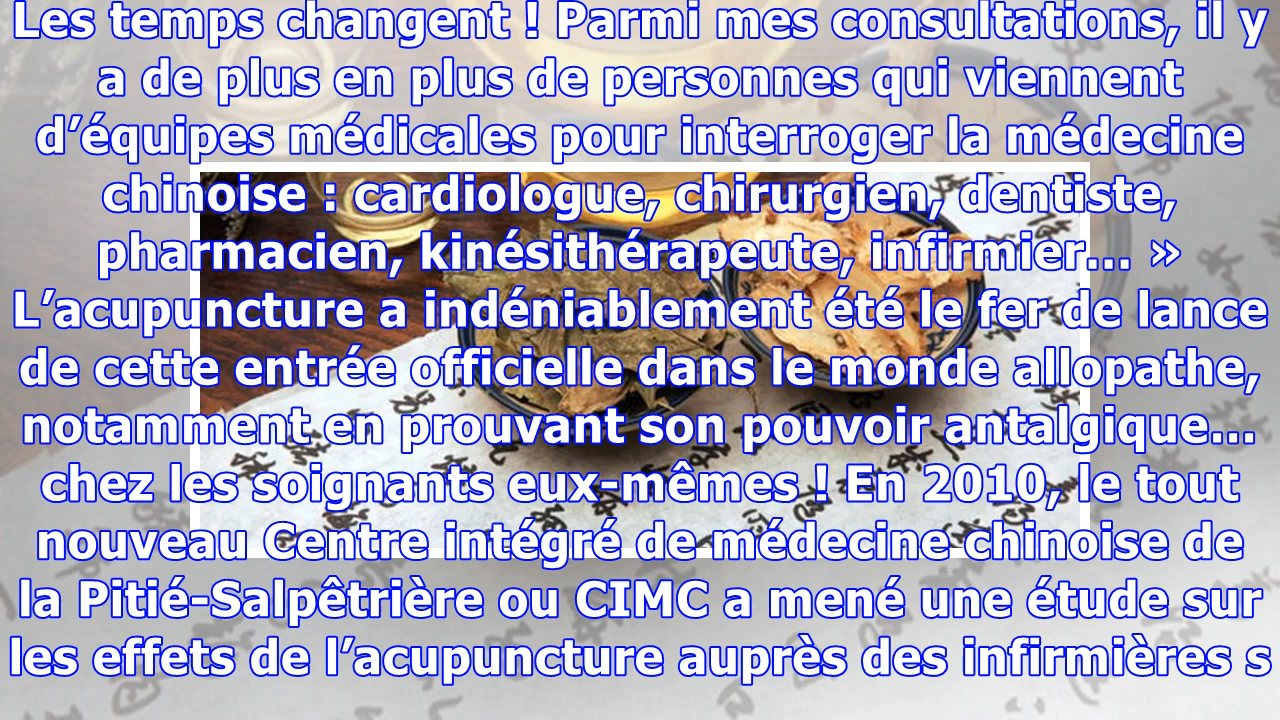 Les temps changent ! Parmi mes consultations, il y
a de plus en plus de personnes qui viennent
d’équipes médicales pour interroger la médecine
chinoise : cardiologue, chirurgien, dentiste,
pharmacien, kinésithérapeute, infirmier… »
L’acupuncture a indéniablement été le fer de lance
de cette entrée officielle dans le monde allopathe,
notamment en prouvant son pouvoir antalgique…
chez les soignants eux-mêmes ! En 2010, le tout
nouveau Centre intégré de médecine chinoise de
la Pitié-Salpêtrière ou CIMC a mené une étude sur
les effets de l’acupuncture auprès des infirmières s